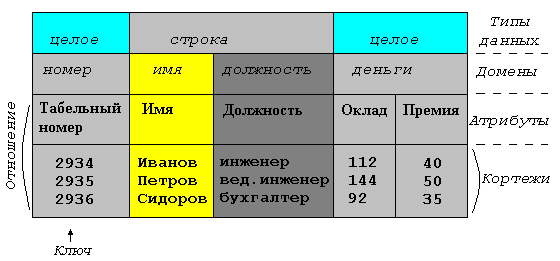 целое строка целое Типы данных
номер имя должность деньги Домены
Табельный номер Имя Должность Оклад Премия Атрибуты
2934 Иванов инженер 112 40
2935 Петров вед.инженер 144 50
2936 Сидоров бухгалтер 92 35
Кортежи
Отношение
Ключ